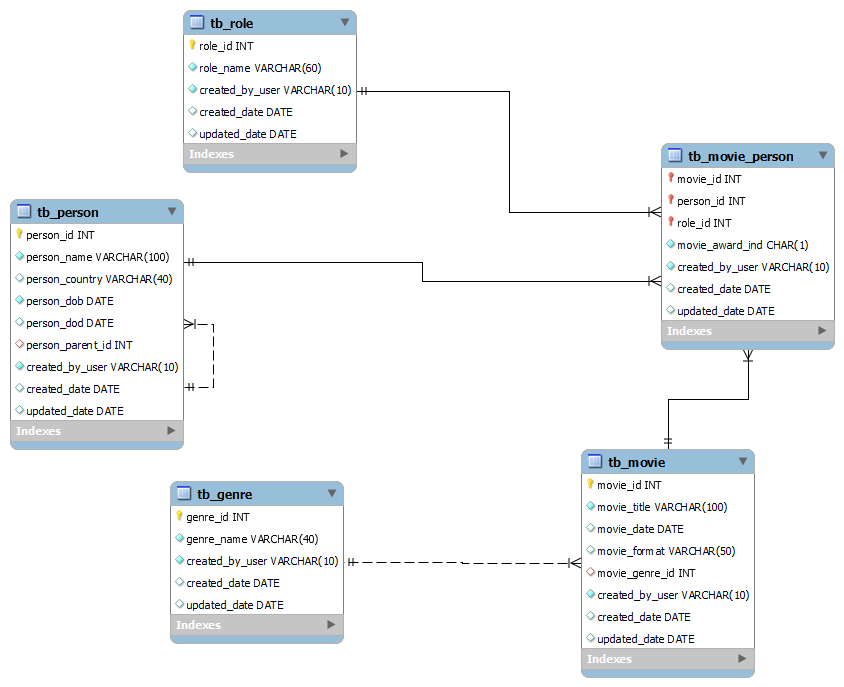 tb_role
role_id INT
role_name VARCHAR(60)
created_by_user VARCHAR(10)
created_date DATE
updated_date DATE
Indexes
tb_movie_person
movie_id INT
person_id INT
role_id INT
movie_award_ind CHAR(1)
created_by_user VARCHAR(10)
created_date DATE
updated_date DATE
Indexes
tb_person
person_id INT
person_name VARCHAR(100)
person_country VARCHAR(40)
person_dob DATE
person_dod DATE
person_parent_id INT
created_by_user VARCHAR(10)
created_date DATE
updated_date DATE
Indexes
tb_genre
genre_id INT
genre_name VARCHAR(40)
created_by_user VARCHAR(10)
created_date DATE
updated_date DATE
Indexes
tb_movie
movie_id INT
movie_title VARCHAR(100)
movie_date DATE
movie_format VARCHAR(50)
movie_genre_id INT
created_by_user VARCHAR(10)
created_date DATE
updated_date DATE
Indexes